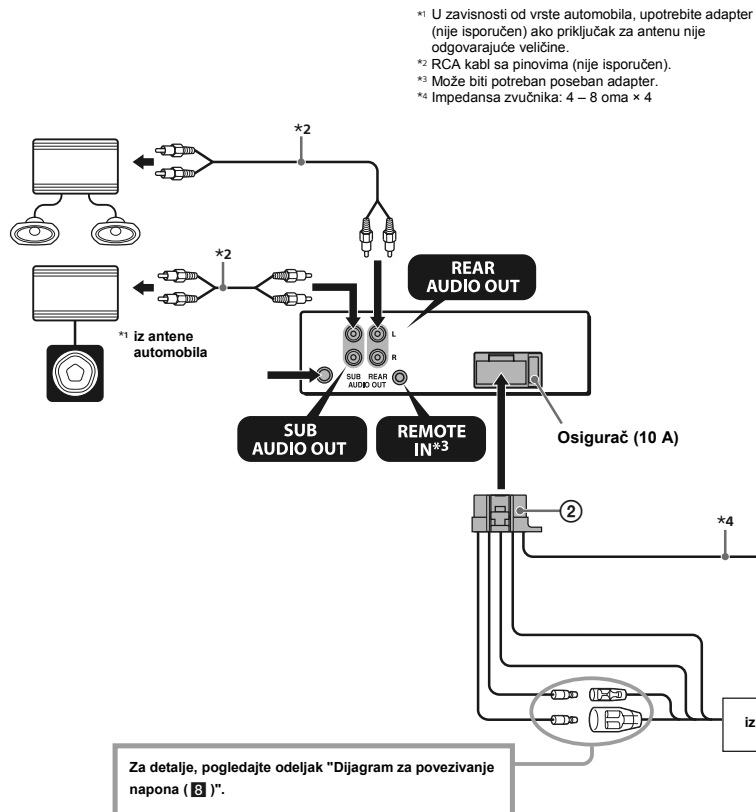 *1 U zavisnosti od vrste automobila, upotrebite adapter
(nije isporučen) ako priključak za antenu nije
odgovarajuće veličine.
*2 RCA kabl sa pinovima (nije isporučen).
*3 Može biti potreban poseban adapter.
*4 Impedansa zvučnika: 4 – 8 oma × 4
*2
*2
REAR
AUDIO OUT
*1 iz antene
automobila
L
R
SUB REAR
AUDIO OUT
SUB
AUDIO OUT
REMOTE
IN*3
Osigurač (10 A)
2
*4
iz
Za detalje, pogledajte odeljak "Dijagram za povezivanje
napona ( 8 )".